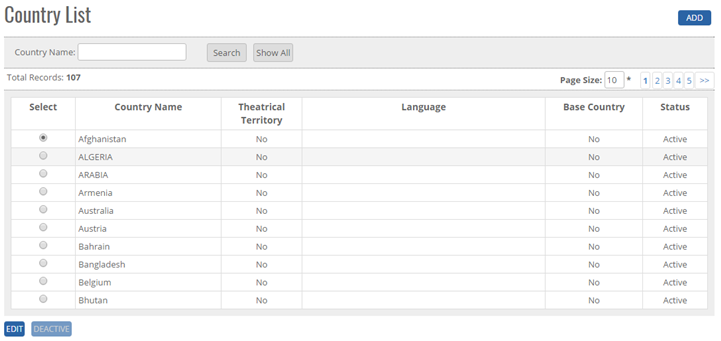 Country List
ADD
Country Name: Search Show All
Total Records: 107
Page Size: 10 * 1 2 3 4 5 >>
Select Country Name Theatrical Territory Language Base Country Status
Afghanistan No No Active
ALGERIA No No Active
ARABIA No No Active
Armenia No No Active
Australia No No Active
Austria No No Active
Bahrain No No Active
Bangladesh No No Active
Belgium No No Active
Bhutan No No Active
EDIT DEACTIVE